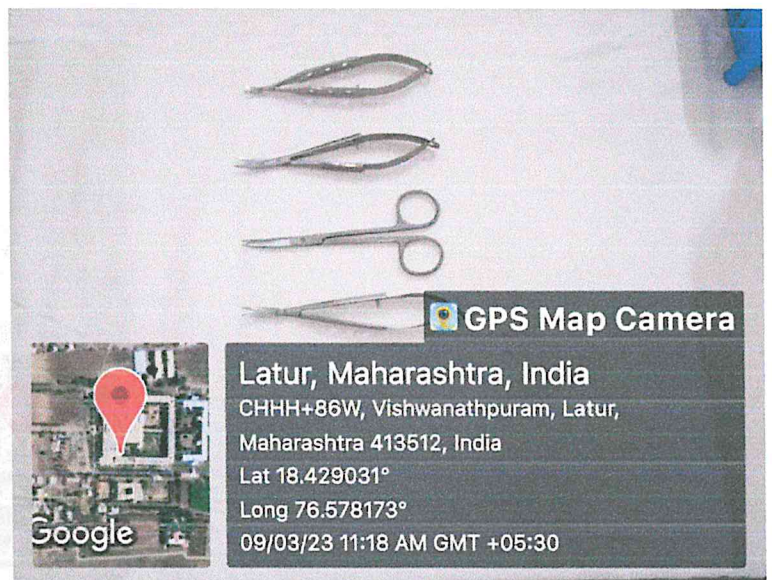 GPS Map Camera
Latur, Maharashtra, India
CHHH+86W, Vishwanathpuram, Latur,
Maharashtra 413512, India
Lat 18.429031°
Long 76.578173°
09/03/23 11:18 AM GMT +05:30
Google